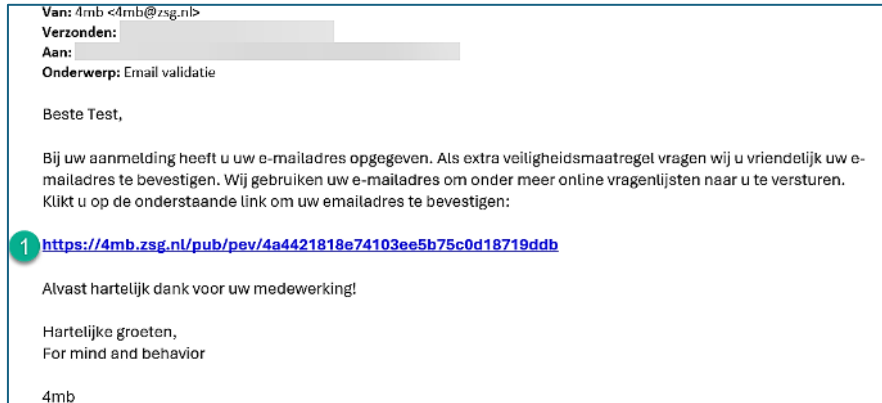 Van: 4mb <4mb@zsg.nl>
Verzonden:
Aan:
Onderwerp: Email validatie
Beste Test,
Bij uw aanmelding heeft u uw e-mailadres opgegeven. Als extra veiligheidsmaatregel vragen wij u vriendelijk uw e-
mailadres te bevestigen. Wij gebruiken uw e-mailadres om onder meer online vragenlijsten naar u te versturen.
Klikt u op de onderstaande link om uw emailadres te bevestigen:
1 https://4mb.zsg.nl/pub/pev/4a4421818e74103ee5b75c0d18719ddb
Alvast hartelijk dank voor uw medewerking!
Hartelijke groeten,
For mind and behavior
4mb